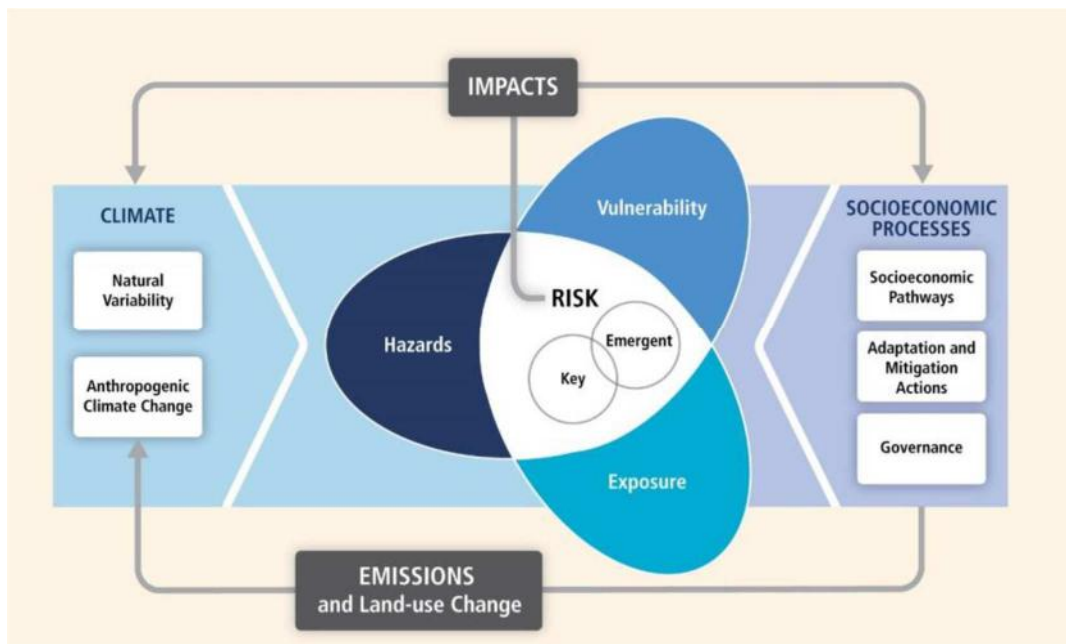 IMPACTS
CLIMATE
Natural
Variability
Anthropogenic
Climate Change
Vulnerability
Hazards
RISK
Emergent
Key
Exposure
SOCIOECONOMIC
PROCESSES
Socioeconomic
Pathways
Adaptation and
Mitigation
Actions
Governance
EMISSIONS
and Land-use Change